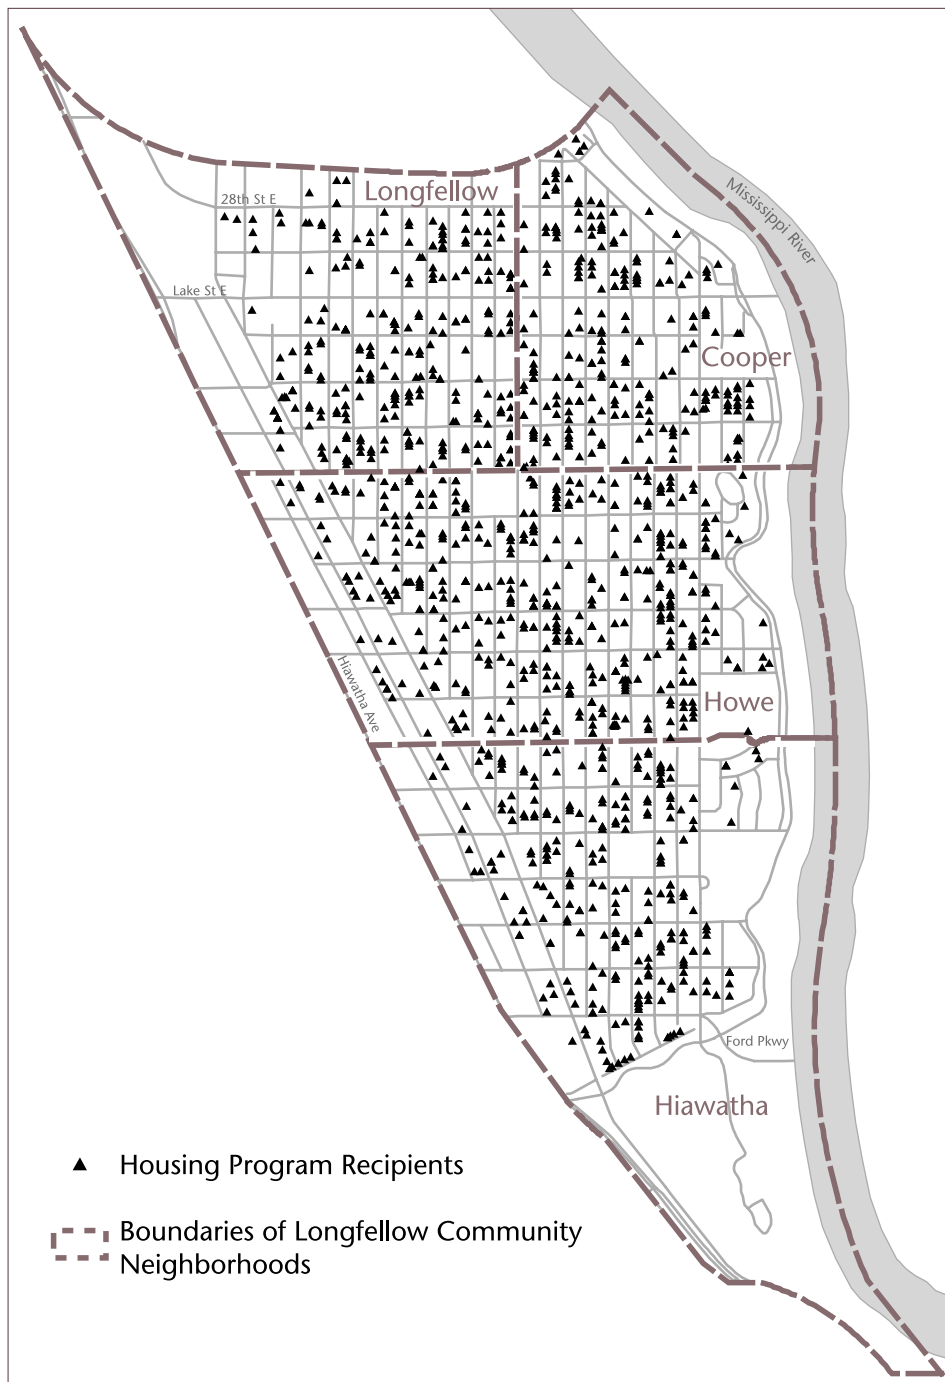 Longfellow
28th St E
Mississippi River
Lake St E
Cooper
Hiawatha Ave
Howe
Ford Pkwy
Hiawatha
Housing Program Recipients
Boundaries of Longfellow Community
Neighborhoods